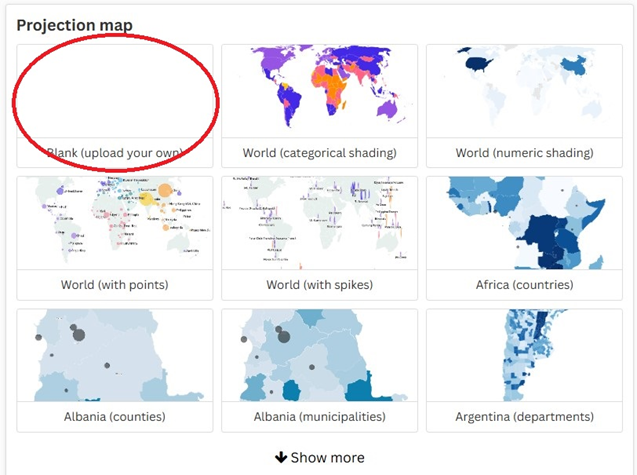 Projection map
Blank (upload your own)
World (categorical shading)
World (numeric shading)
World (with points)
World (with spikes)
Africa (countries)
Albania (counties)
Albania (municipalities)
Argentina (departments)
Show more